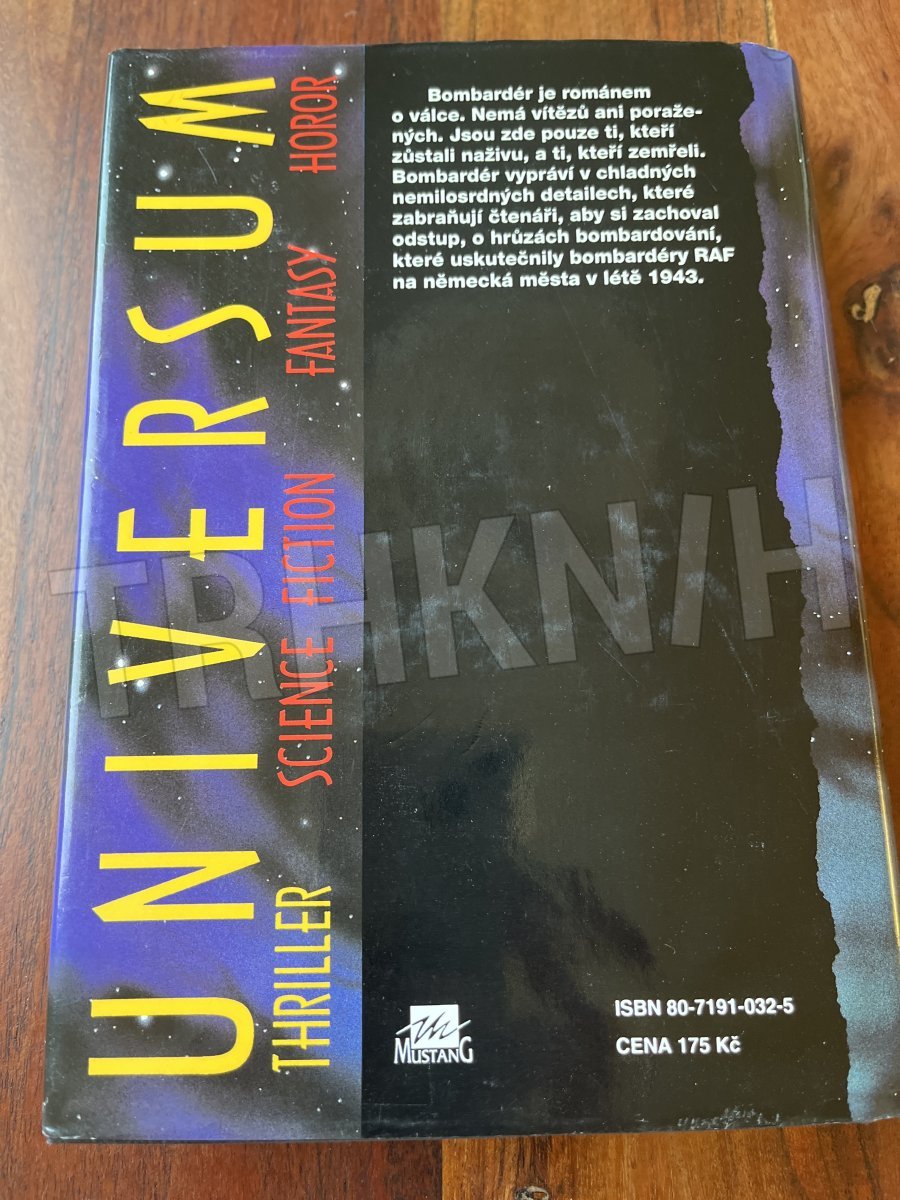 UNIVERSUM
THRILLER SCIENCE FICTION FANTASY HOROR
Bombardér je románem
o válce. Nemá vítězů ani poraže-
ných. Jsou zde pouze ti, kteří
zůstali naživu, a ti, kteří zemřeli.
Bombardér vypráví v chladných
nemilosrdných detailech, které
zabraňují čtenáři, aby si zachoval
odstup, o hrůzách bombardování,
které uskutečnily bombardéry RAF
na německá města v létě 1943.
TRHKNIH
MUSTANG
ISBN 80-7191-032-5
CENA 175 Kč